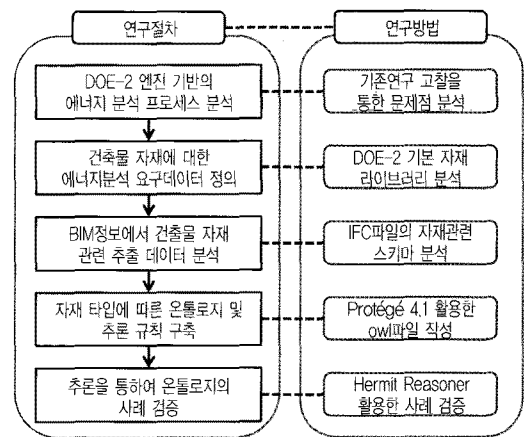 연구절차
연구방법
DOE-2 엔진 기반의
에너지 분석 프로세스 분석
기존연구 고찰을
통한 문제점 분석
건축물 자재에 대한
에너지분석 요구데이터 정의
DOE-2 기본 자재
라이브러리 분석
BIM정보에서 건출물 자재
관련 추출 데이터 분석
IFC파일의 자재관련
스키마 분석
자재 타입에 따른 온톨로지 및
추론 규칙 구축
Protégé 4.1 활용한
owl파일 작성
추론을 통하여 온톨로지의
사례 검증
Hermit Reasoner
활용한 사례 검증